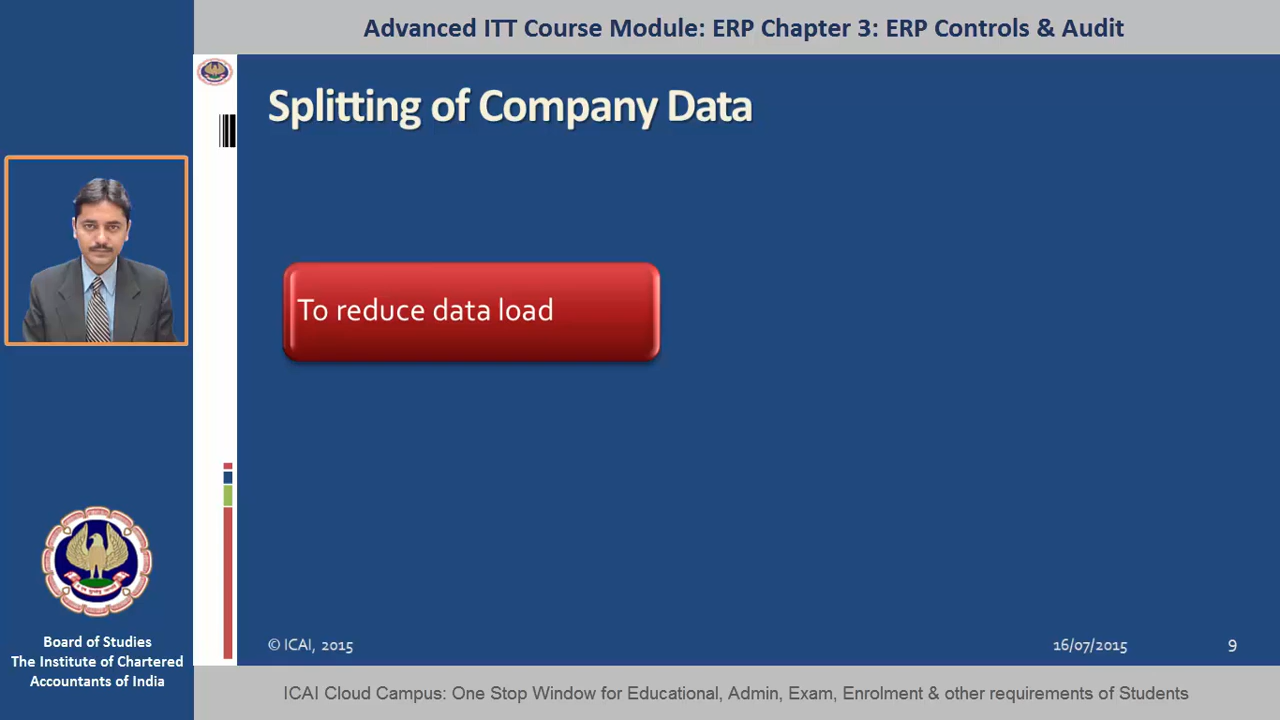 Advanced ITT Course Module: ERP Chapter 3: ERP Controls & Audit
Splitting of Company Data
To reduce data load
Board of Studies
The Institute of Chartered
Accountants of India
© ICAI, 2015
16/07/2015
9
ICAI Cloud Campus: One Stop Window for Educational, Admin, Exam, Enrolment & other requirements of Students